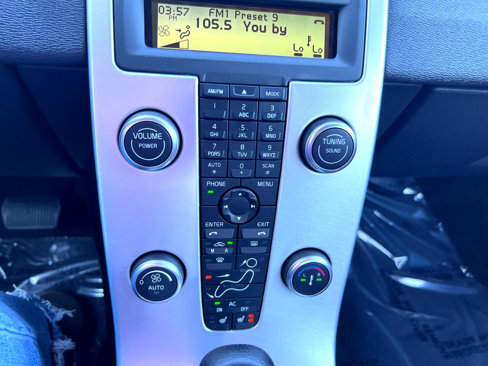 03:57 PM FM1 Preset 9
105.5 You by
Lo Lo
AM/FM MODE
1 2 ABC 3 DEF
4 GHI 5 JKL 6 MNO
7 PQRS 8 TUV 9 WXYZ
AUTO * 0 + SCAN #
VOLUME
POWER
TUNING
SOUND
PHONE MENU
ENTER EXIT
M A
AC
ON OFF
0 AUTO